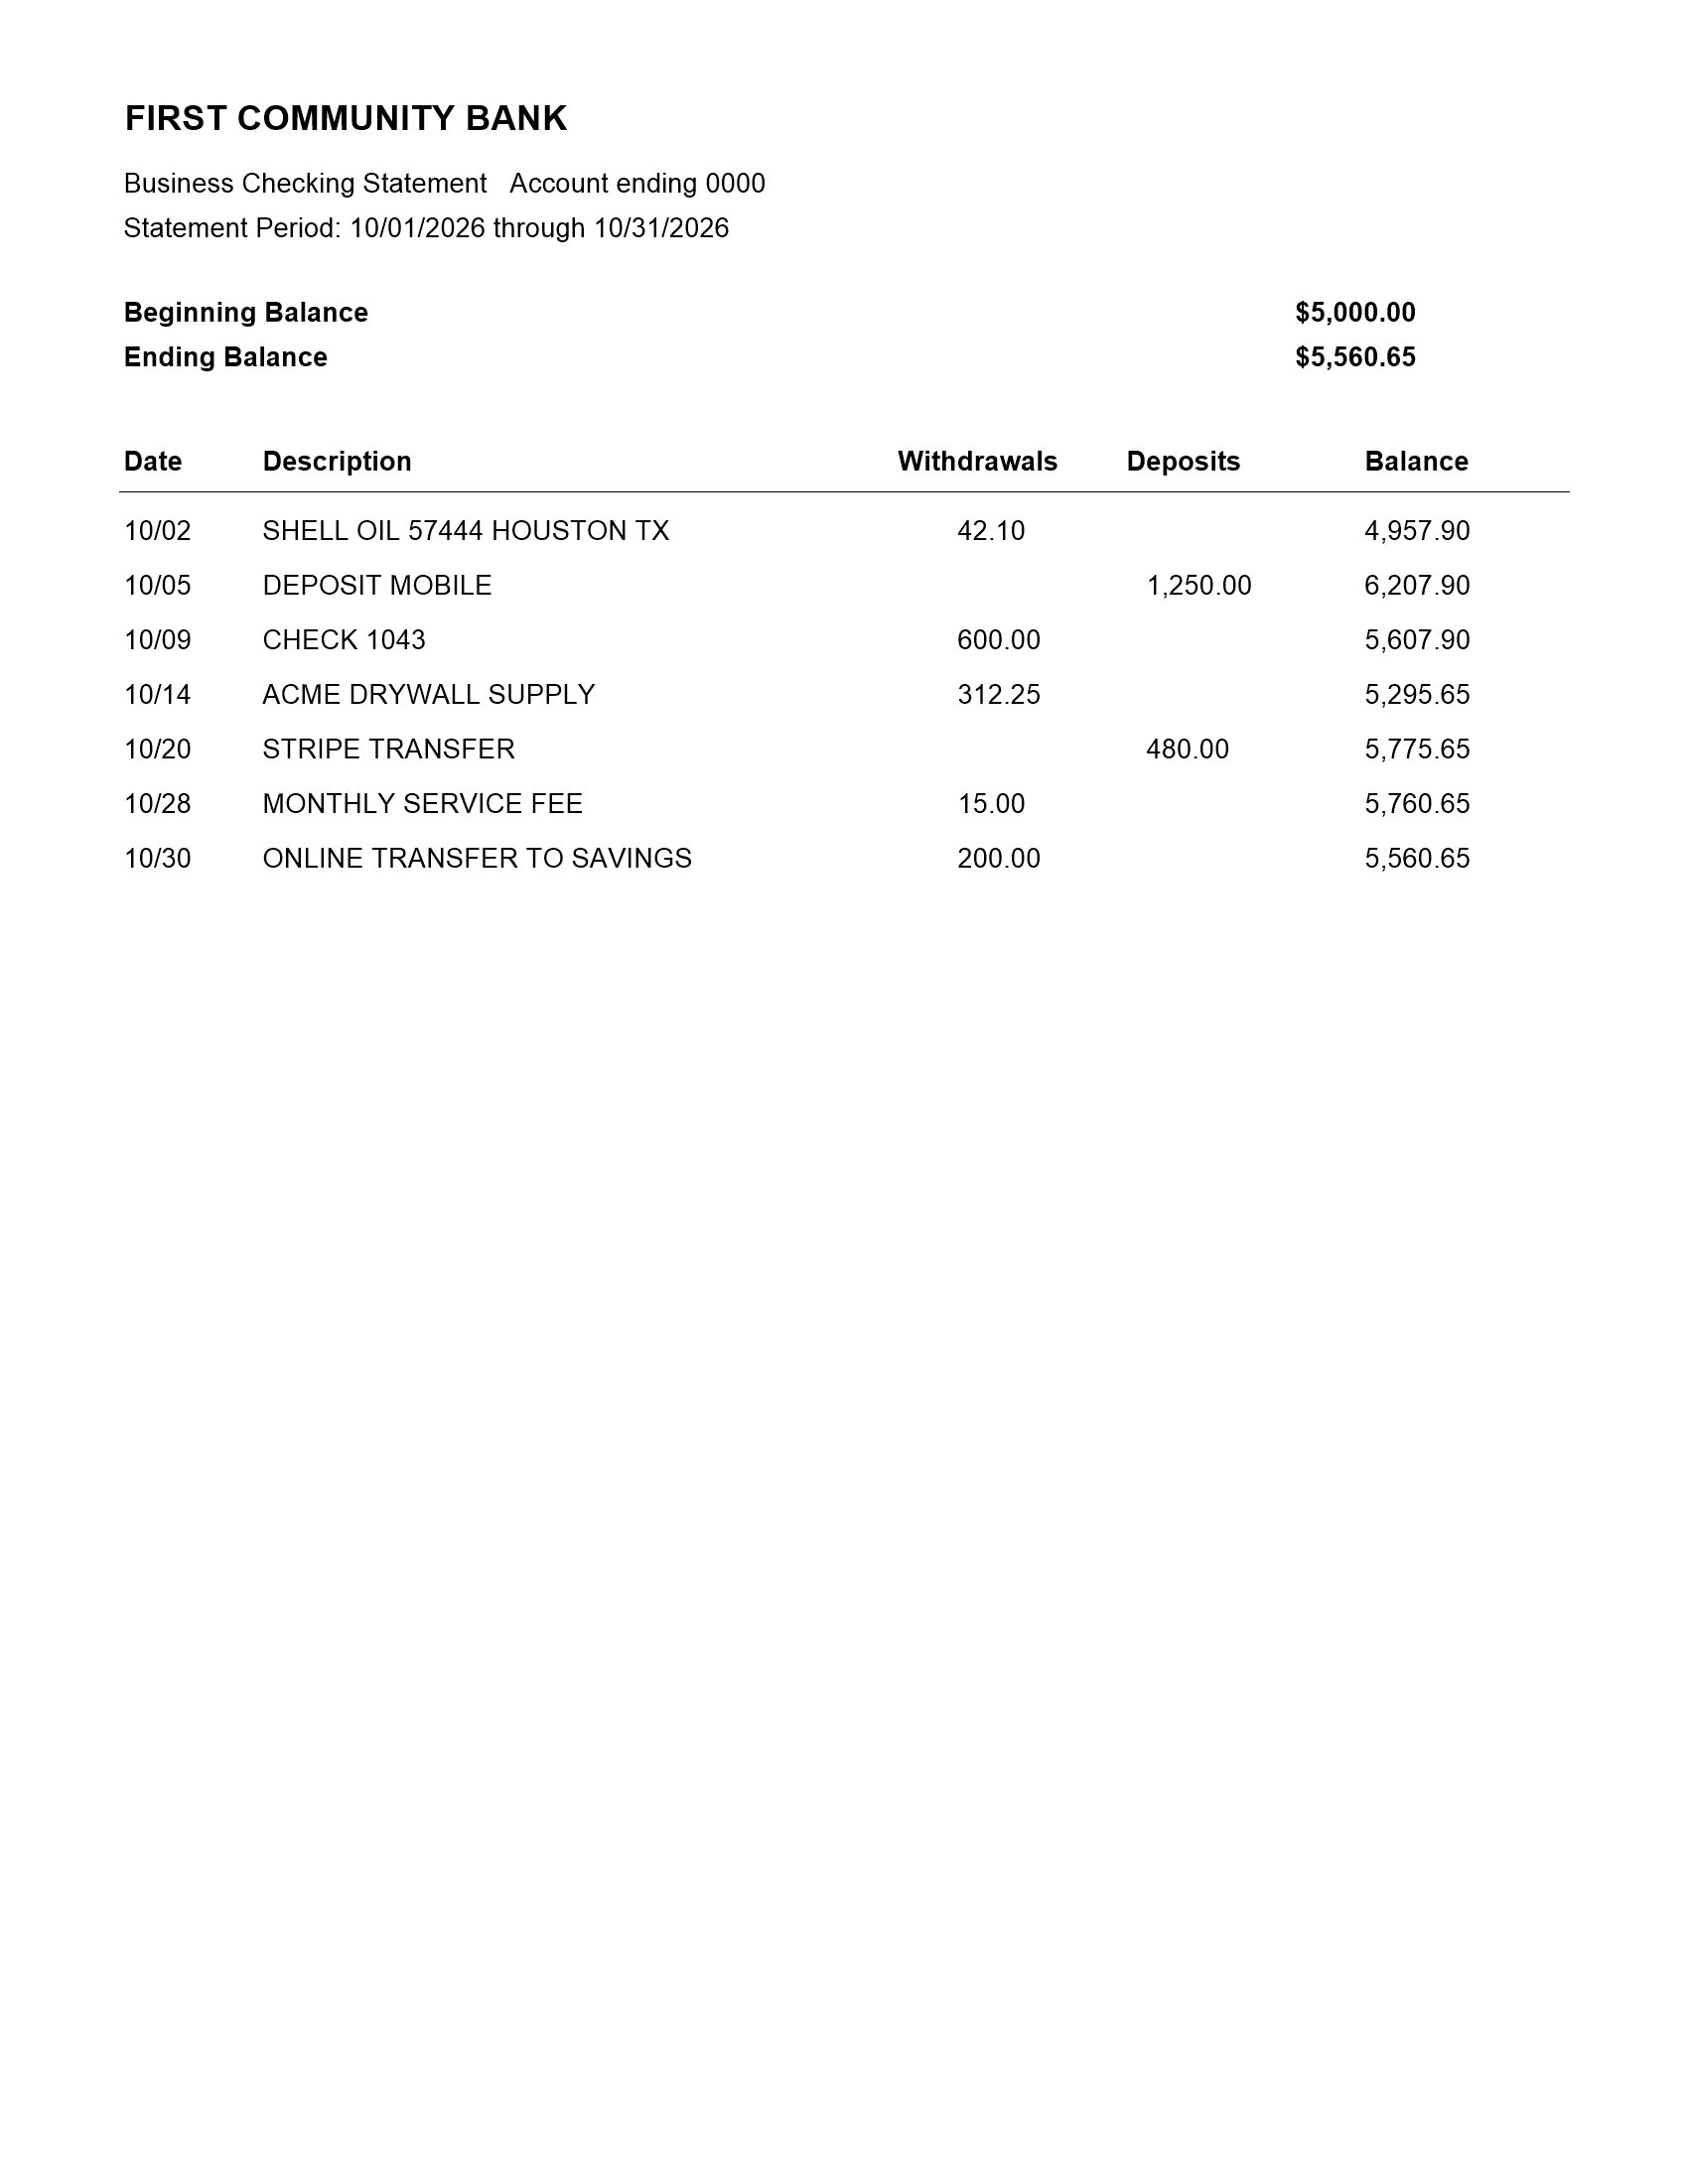 FIRST COMMUNITY BANK
Business Checking Statement   Account ending 0000
Statement Period: 10/01/2026 through 10/31/2026
Beginning Balance $5,000.00
Ending Balance $5,560.65
Date Description Withdrawals Deposits Balance
10/02 SHELL OIL 57444 HOUSTON TX 42.10 4,957.90
10/05 DEPOSIT MOBILE 1,250.00 6,207.90
10/09 CHECK 1043 600.00 5,607.90
10/14 ACME DRYWALL SUPPLY 312.25 5,295.65
10/20 STRIPE TRANSFER 480.00 5,775.65
10/28 MONTHLY SERVICE FEE 15.00 5,760.65
10/30 ONLINE TRANSFER TO SAVINGS 200.00 5,560.65